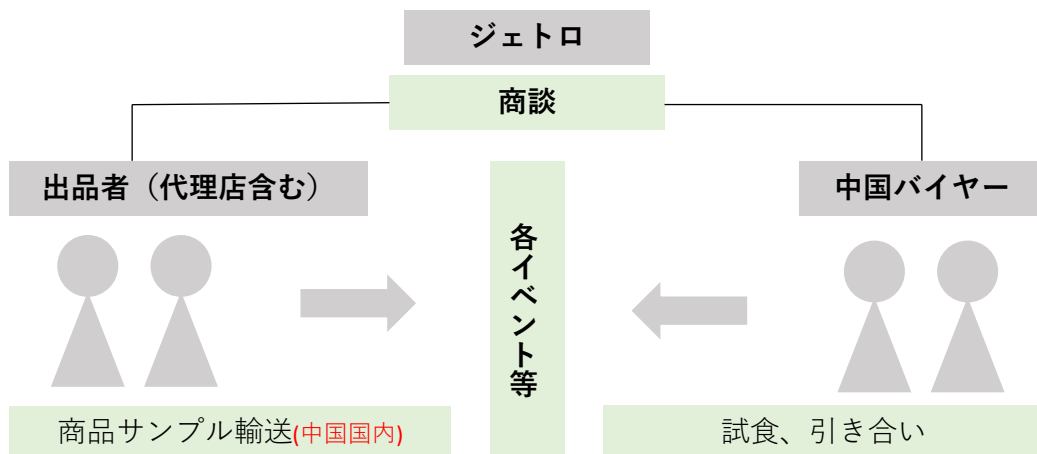 ジェトロ
商談
出品者（代理店含む）
中国バイヤー
各イベント等
商品サンプル輸送(中国国内)
試食、引き合い